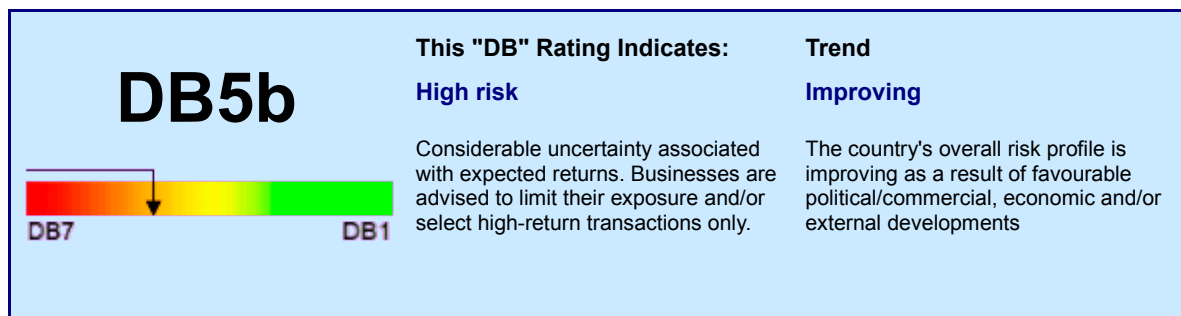 DB5b
DB7
DB1
This "DB" Rating Indicates:
High risk
Considerable uncertainty associated
with expected returns. Businesses are
advised to limit their exposure and/or
select high-return transactions only.
Trend
Improving
The country's overall risk profile is
improving as a result of favourable
political/commercial, economic and/or
external developments